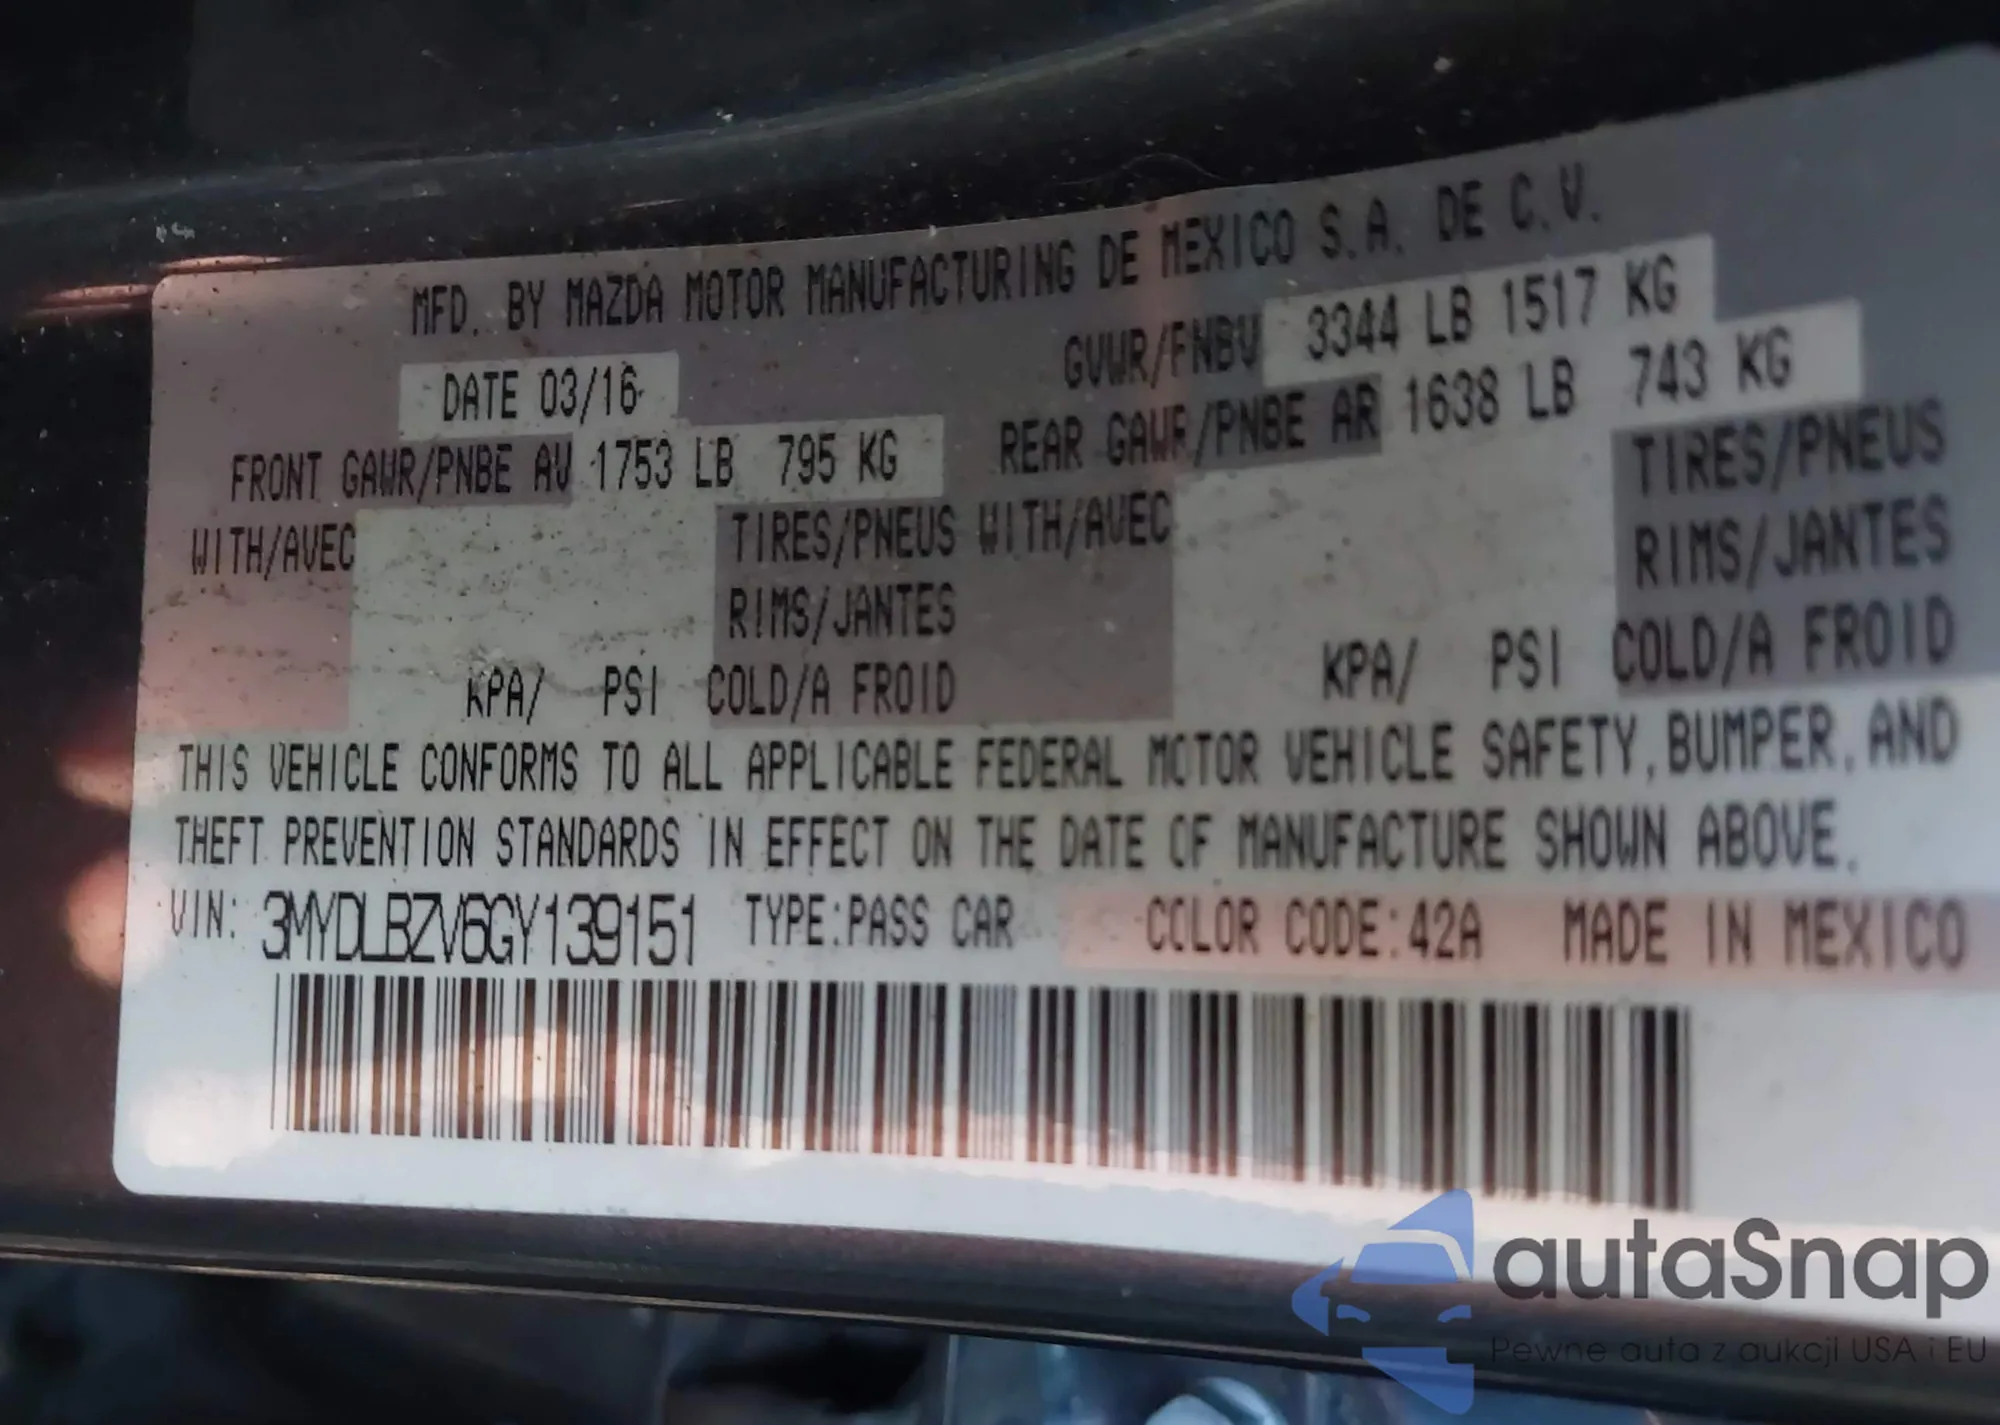 MFD. BY MAZDA MOTOR MANUFACTURING DE MEXICO S.A. DE C.V.
DATE 03/16 GVWR/PNBV 3344 LB 1517 KG
FRONT GAWR/PNBE AV 1753 LB 795 KG REAR GAWR/PNBE AR 1638 LB 743 KG
WITH/AVEC TIRES/PNEUS WITH/AVEC TIRES/PNEUS
RIMS/JANTES RIMS/JANTES
KPA/ PSI COLD/A FROID KPA/ PSI COLD/A FROID
THIS VEHICLE CONFORMS TO ALL APPLICABLE FEDERAL MOTOR VEHICLE SAFETY, BUMPER, AND
THEFT PREVENTION STANDARDS IN EFFECT ON THE DATE OF MANUFACTURE SHOWN ABOVE.
VIN: 3MYDLBZV6GY139151 TYPE:PASS CAR COLOR CODE:42A MADE IN MEXICO
autaSnap
Pewne auta z aukcji USA i EU